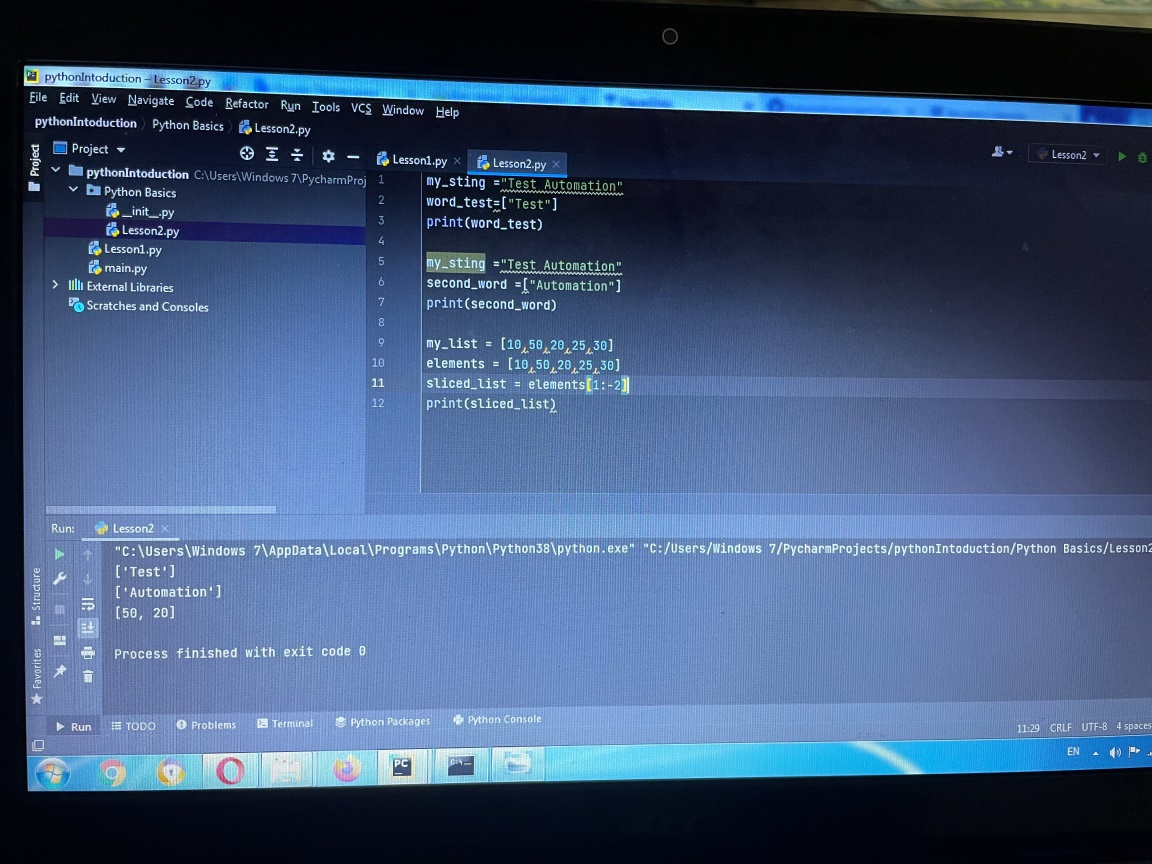 pythonIntoduction – Lesson2.py
File Edit View Navigate Code Refactor Run Tools VCS Window Help
pythonIntoduction Python Basics Lesson2.py
Project
Project
Lesson1.py
Lesson2.py
Lesson2
pythonIntoduction C:\Users\Windows 7\PycharmProj
Python Basics
__init__.py
Lesson2.py
Lesson1.py
main.py
External Libraries
Scratches and Consoles
1 my_sting ="Test Automation"
2 word_test=["Test"]
3 print(word_test)
4
5 my_sting ="Test Automation"
6 second_word =["Automation"]
7 print(second_word)
8
9 my_list = [10,50,20,25,30]
10 elements = [10,50,20,25,30]
11 sliced_list = elements[1:-2]
12 print(sliced_list)
Run: Lesson2
"C:\Users\Windows 7\AppData\Local\Programs\Python\Python38\python.exe" "C:/Users/Windows 7/PycharmProjects/pythonIntoduction/Python Basics/Lesson2
['Test']
['Automation']
[50, 20]
Process finished with exit code 0
Structure
Favorites
Run TODO Problems Terminal Python Packages Python Console
11:29 CRLF UTF-8 4 spaces
PC
C:\
EN